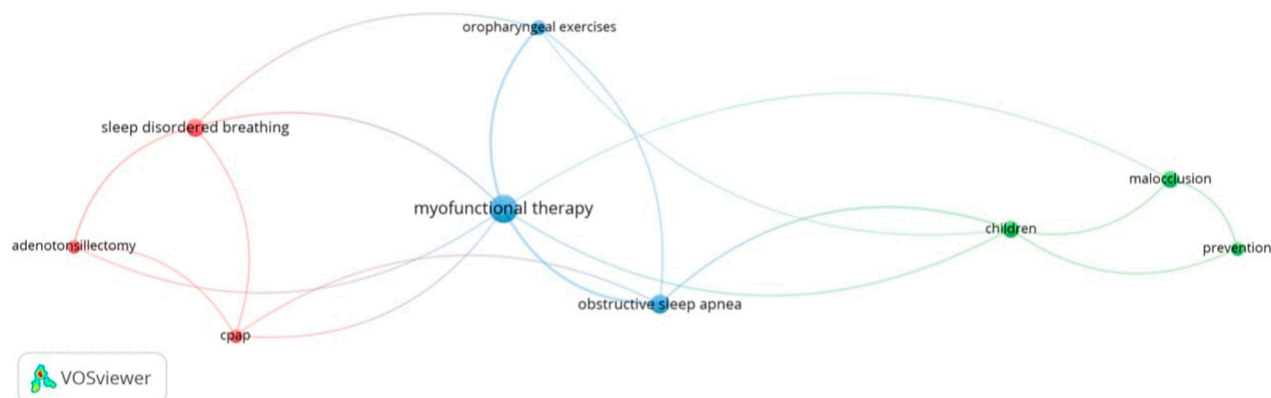 oropharyngeal exercises
sleep disordered breathing
malocclusion
myofunctional therapy
children
adenotonsillectomy
prevention
obstructive sleep apnea
cpap
VOSviewer